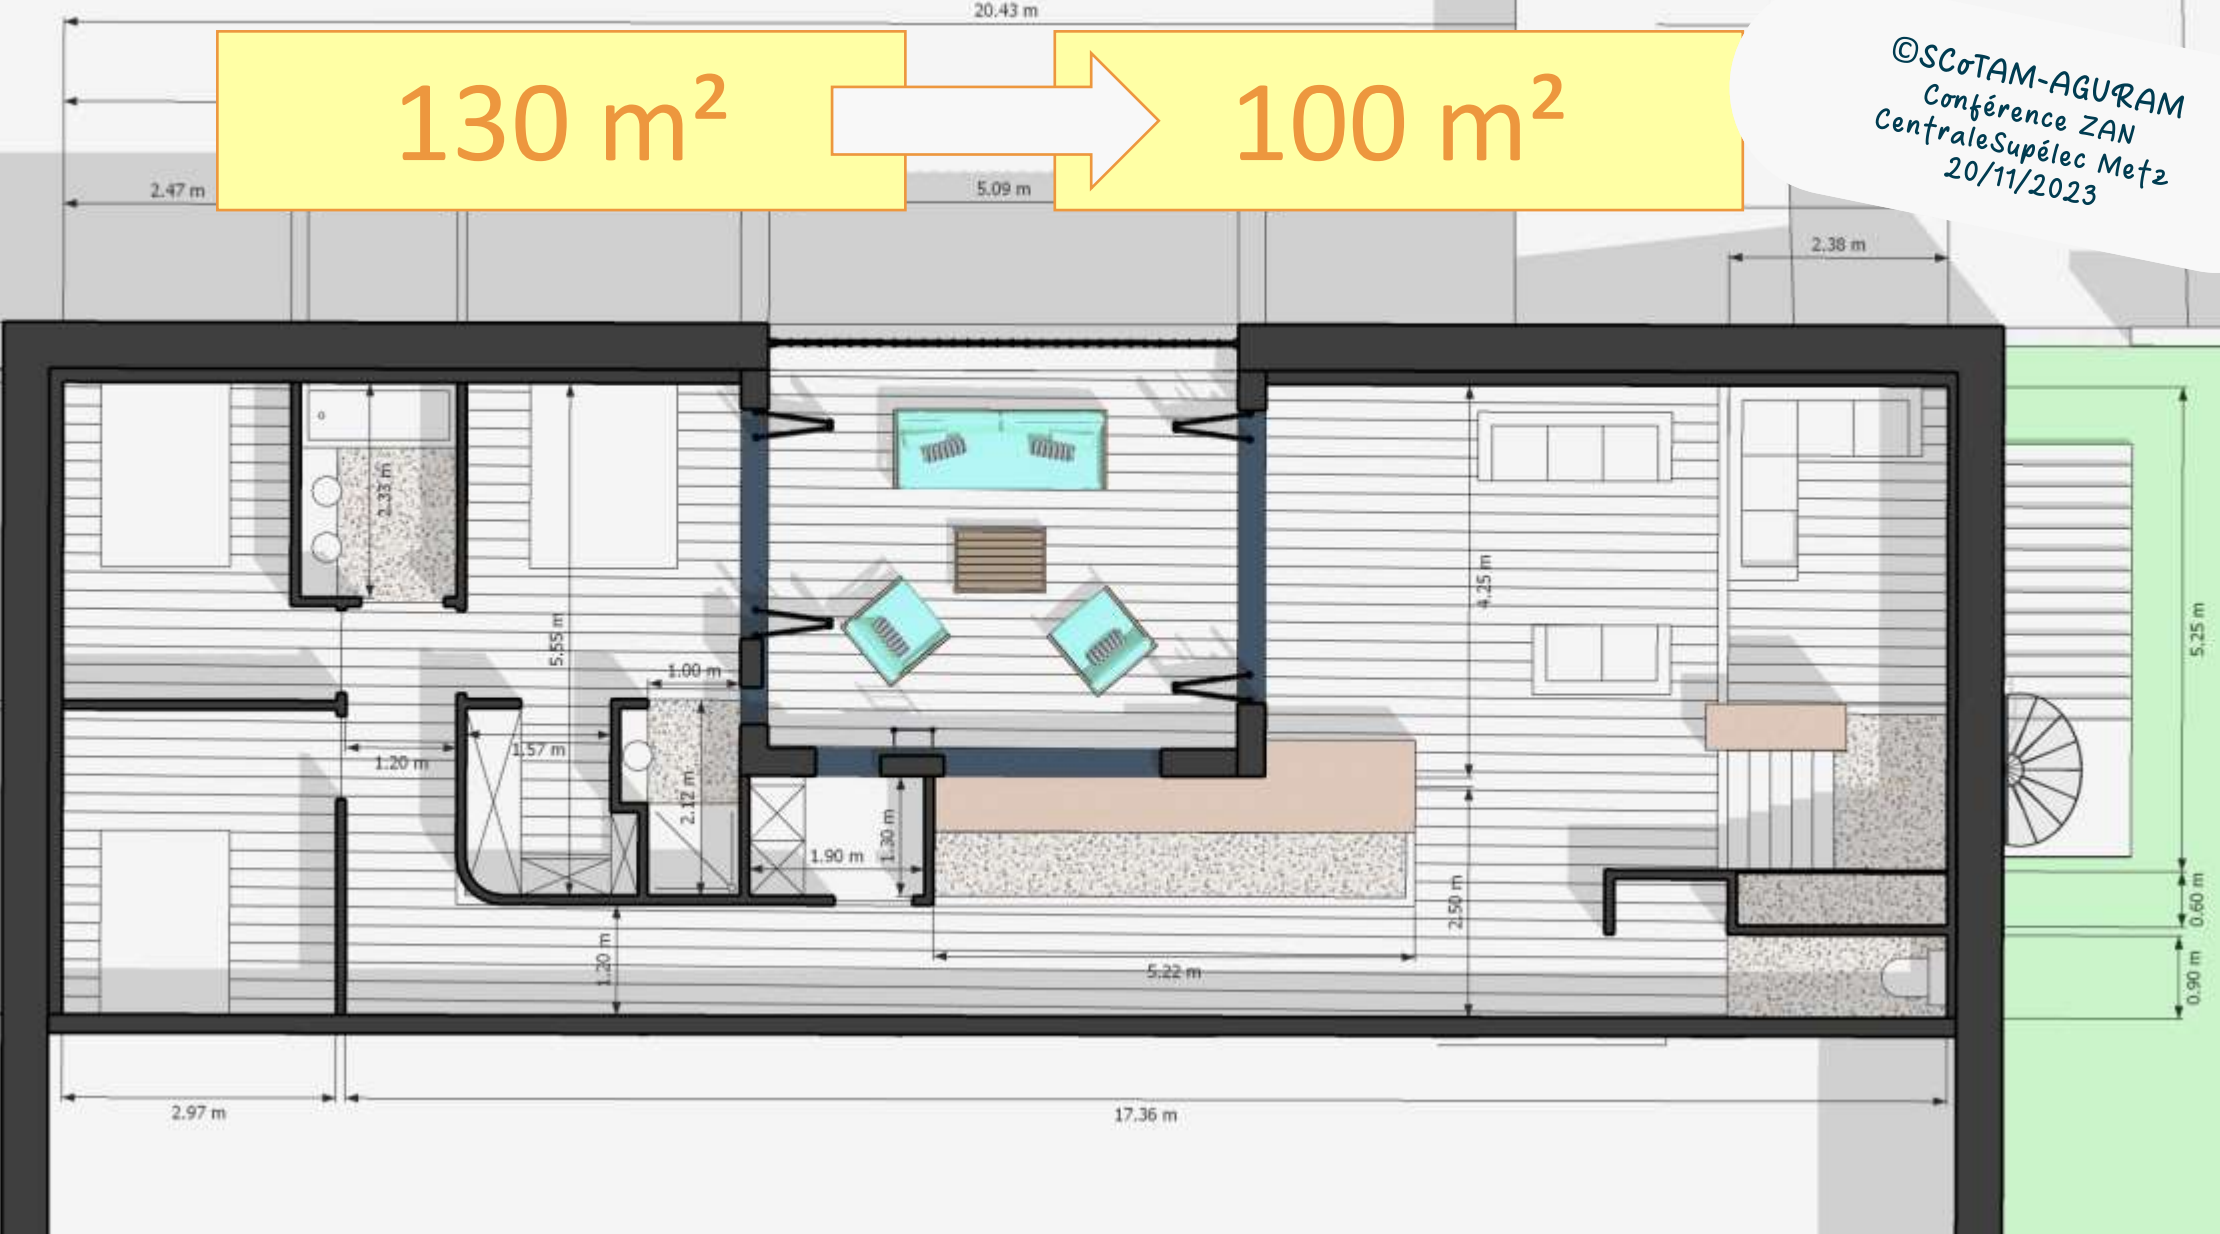 20.43 m
130 m²
100 m²
©SCoTAM-AGURAM
Conférence ZAN
CentraleSupélec Metz
20/11/2023
2.47 m
5.09 m
2.38 m
2.33 m
5.55 m
4.25 m
5.25 m
1.00 m
1.57 m
1.20 m
2.12 m
1.30 m
1.90 m
2.50 m
0.60 m
1.20 m
5.22 m
0.90 m
2.97 m
17.36 m